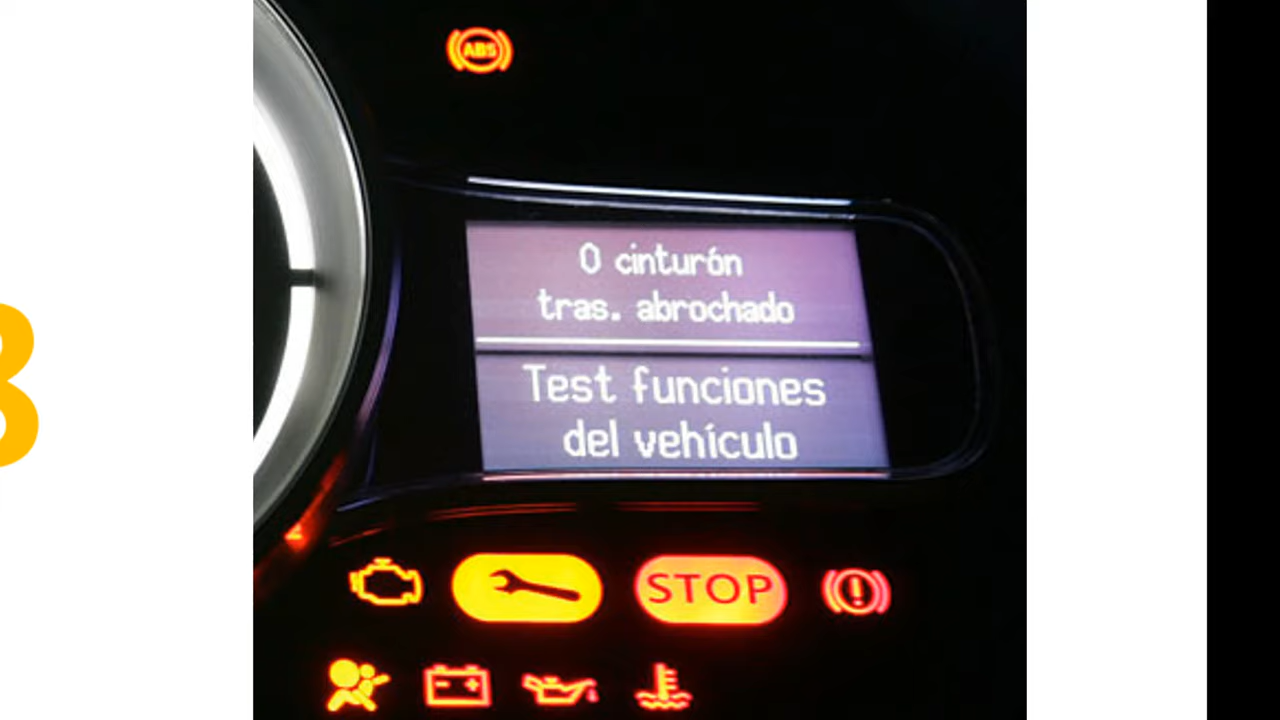 ABS
0 cinturón
tras. abrochado
Test funciones
del vehículo
STOP